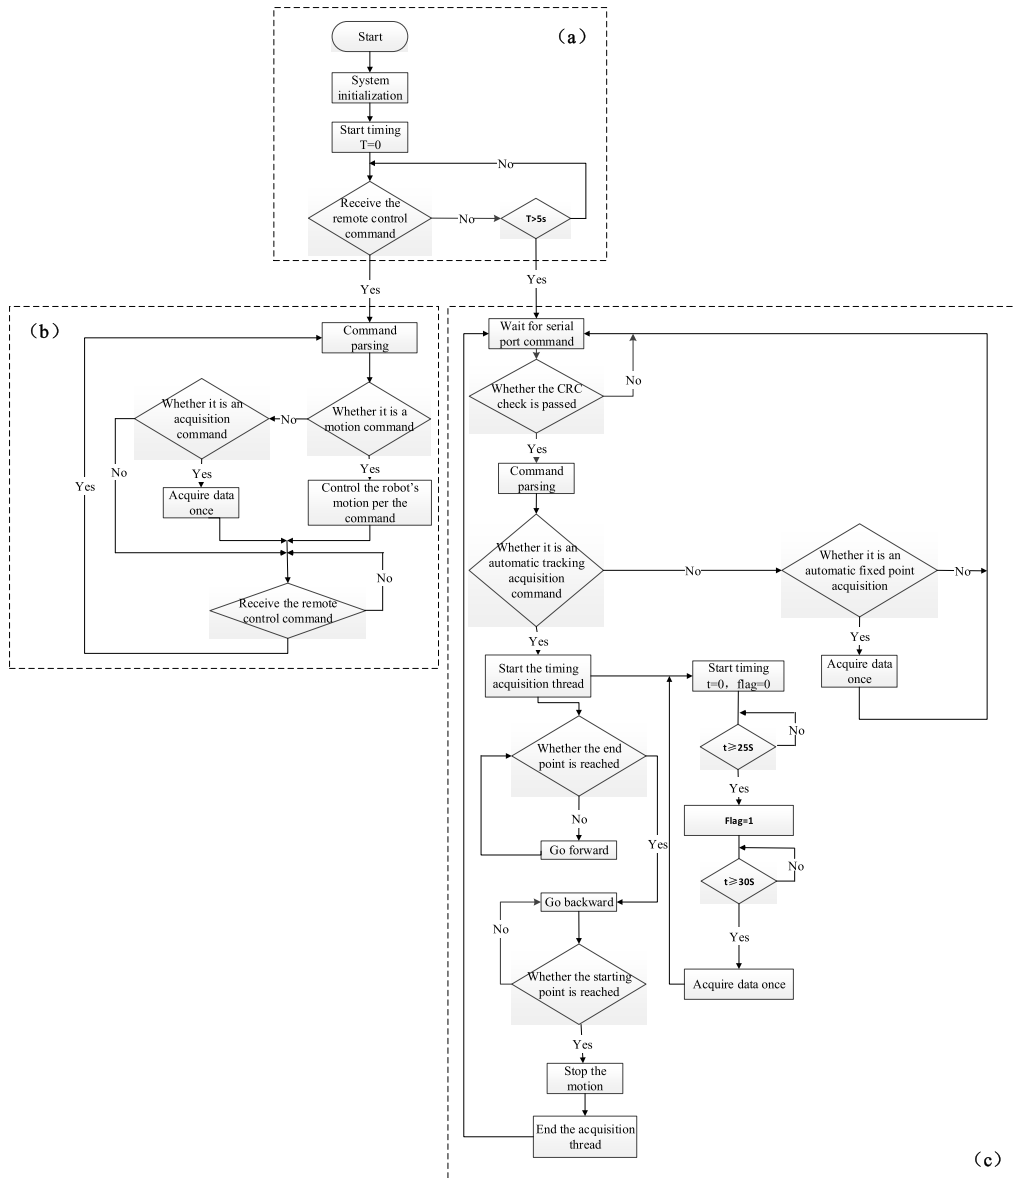 (a)
Start
System
initialization
Start timing
T=0
No
Receive the
remote control
command
No
T>5s
Yes
Yes
(b)
Command
parsing
Whether it is an
acquisition
command
No
Whether it is a
motion command
Yes
No
Yes
Yes
Acquire data
once
Control the robot's
motion per the
command
No
Receive the remote
control command
Wait for serial
port command
Whether the CRC
check is passed
No
Yes
Command
parsing
Whether it is an
automatic tracking
acquisition
command
No
Whether it is an
automatic fixed point
acquisition
No
Yes
Yes
Acquire data
once
Start the timing
acquisition thread
Start timing
t=0，flag=0
No
t≥25S
Yes
Whether the end
point is reached
No
Yes
Go forward
Flag=1
No
t≥30S
Yes
Acquire data once
Go backward
No
Whether the starting
point is reached
Yes
Stop the
motion
End the acquisition
thread
(c)